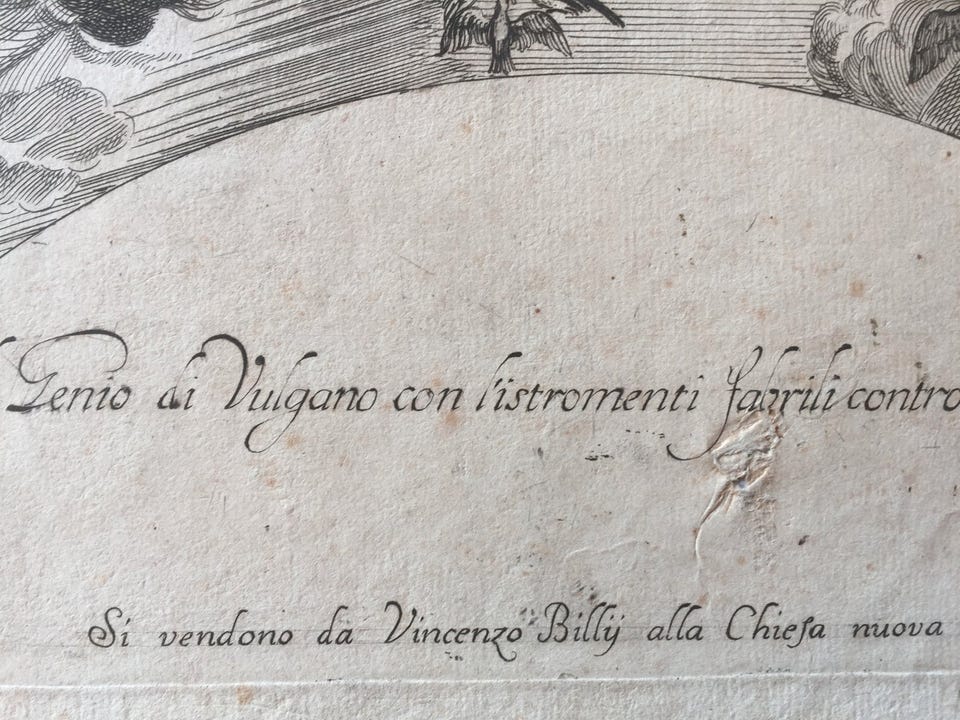 Genio di Vulgano con l'istromenti fabrili contro
Si vendono da Vincenzo Billij alla Chiesa nuova